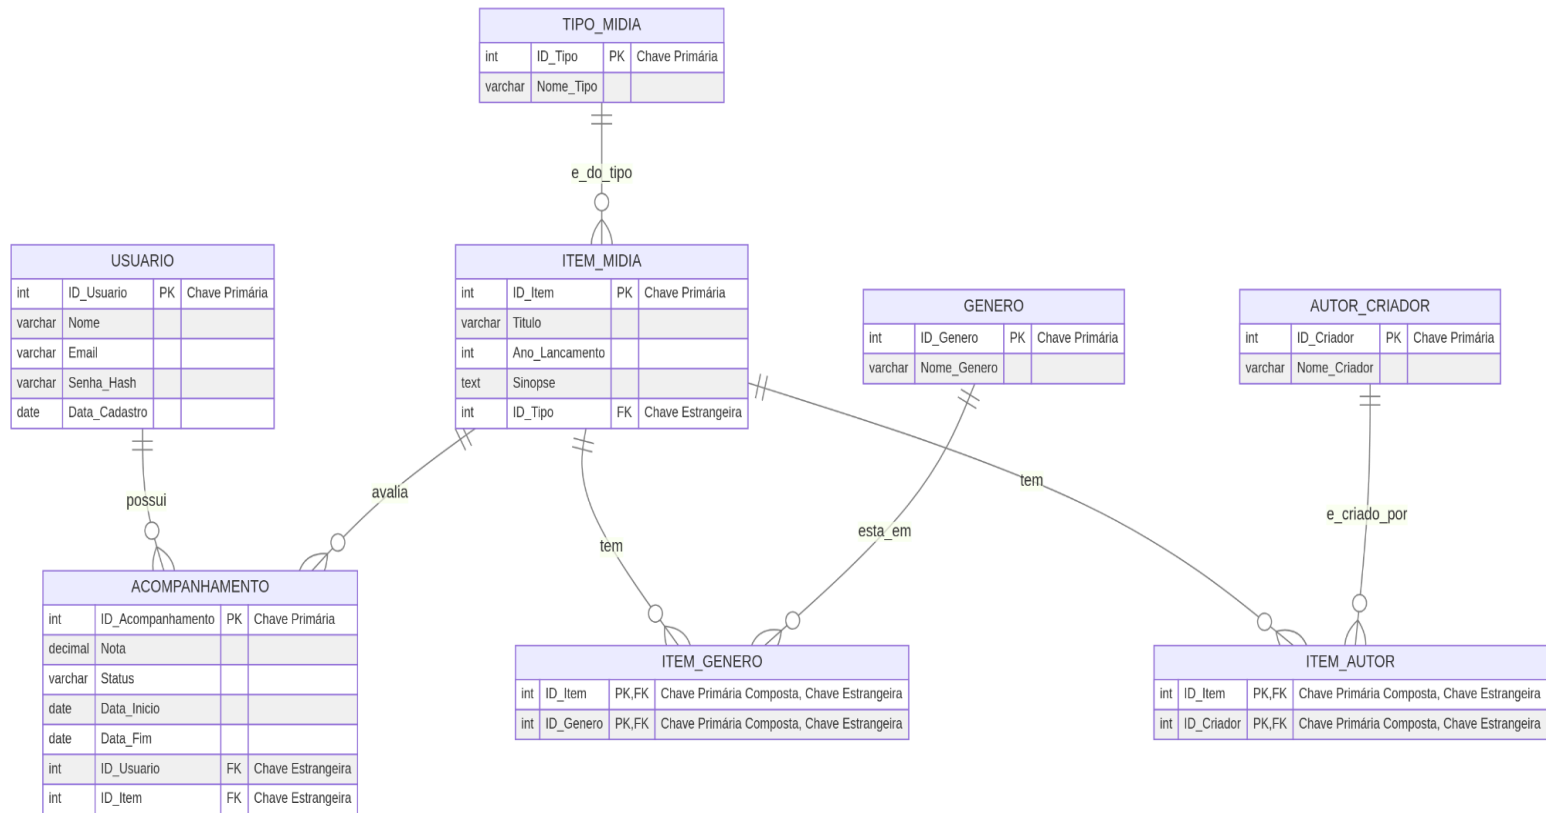 TIPO_MIDIA
int ID_Tipo PK Chave Primária
varchar Nome_Tipo
e_do_tipo
USUARIO
int ID_Usuario PK Chave Primária
varchar Nome
varchar Email
varchar Senha_Hash
date Data_Cadastro
ITEM_MIDIA
int ID_Item PK Chave Primária
varchar Titulo
int Ano_Lancamento
text Sinopse
int ID_Tipo FK Chave Estrangeira
GENERO
int ID_Genero PK Chave Primária
varchar Nome_Genero
AUTOR_CRIADOR
int ID_Criador PK Chave Primária
varchar Nome_Criador
possui
avalia
tem
esta_em
tem
e_criado_por
ACOMPANHAMENTO
int ID_Acompanhamento PK Chave Primária
decimal Nota
varchar Status
date Data_Inicio
date Data_Fim
int ID_Usuario FK Chave Estrangeira
int ID_Item FK Chave Estrangeira
ITEM_GENERO
int ID_Item PK,FK Chave Primária Composta, Chave Estrangeira
int ID_Genero PK,FK Chave Primária Composta, Chave Estrangeira
ITEM_AUTOR
int ID_Item PK,FK Chave Primária Composta, Chave Estrangeira
int ID_Criador PK,FK Chave Primária Composta, Chave Estrangeira